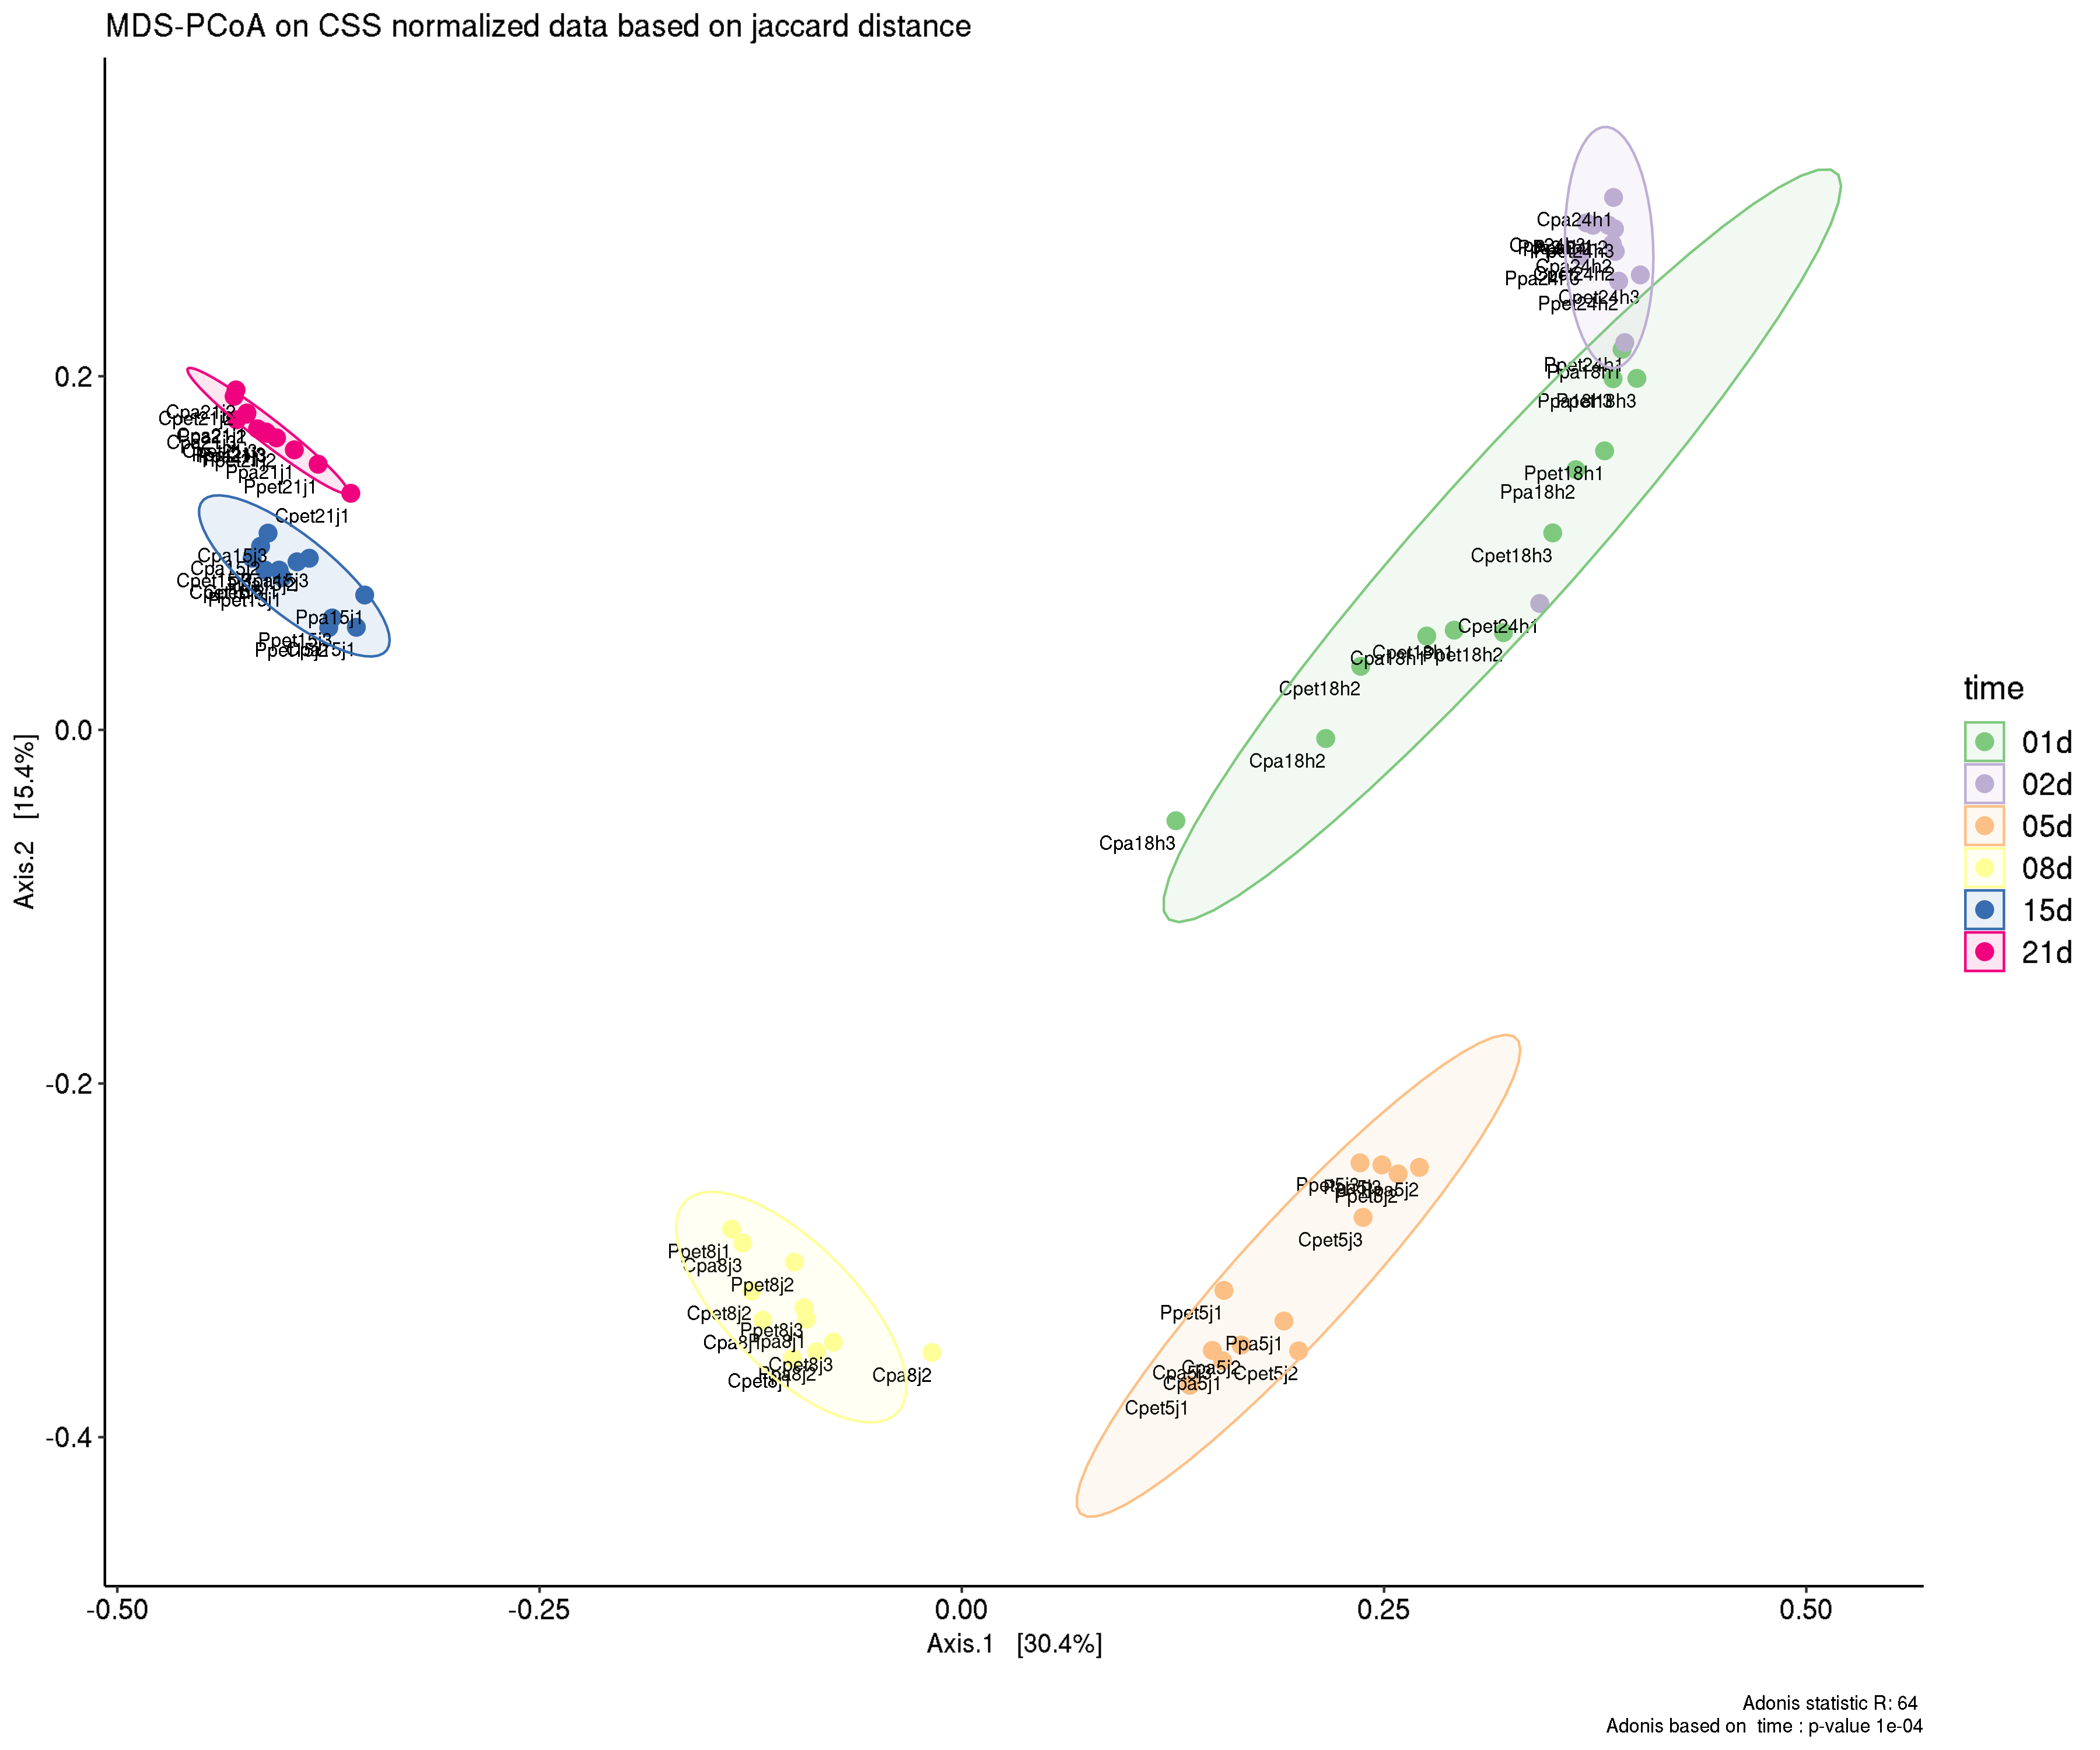 MDS-PCoA on CSS normalized data based on jaccard distance
Axis.2 [15.4%]
0.2
0.0
-0.2
-0.4
-0.50
-0.25
0.00
0.25
0.50
Axis.1 [30.4%]
Cpa24h1
Cpa24h2
Cpet24h2
Cpet24h3
Ppet24h2
Ppet24h1
Ppa18h1
Ppet18h3
Ppet18h1
Ppa18h2
Cpet18h3
Cpet24h1
Cpet18h1
Cpa18h1
Ppet18h2
Cpet18h2
Cpa18h2
Cpa18h3
Cpa21j2
Ppa21j1
Ppet21j1
Cpet21j1
Cpa15j3
Cpa15j2
Ppet15j1
Ppa15j1
Ppet15j3
Cpa15j1
Ppet8j1
Cpa8j3
Ppet8j2
Cpet8j2
Ppet8j3
Cpa8j1
Ppa8j1
Cpet8j3
Ppa8j2
Cpet8j1
Cpa8j2
Ppet5j3
Ppa5j2
Ppet5j2
Cpet5j3
Ppet5j1
Ppa5j1
Cpa5j2
Cpa5j3
Cpet5j2
Cpa5j1
Cpet5j1
time
01d
02d
05d
08d
15d
21d
Adonis statistic R: 64
Adonis based on time : p-value 1e-04